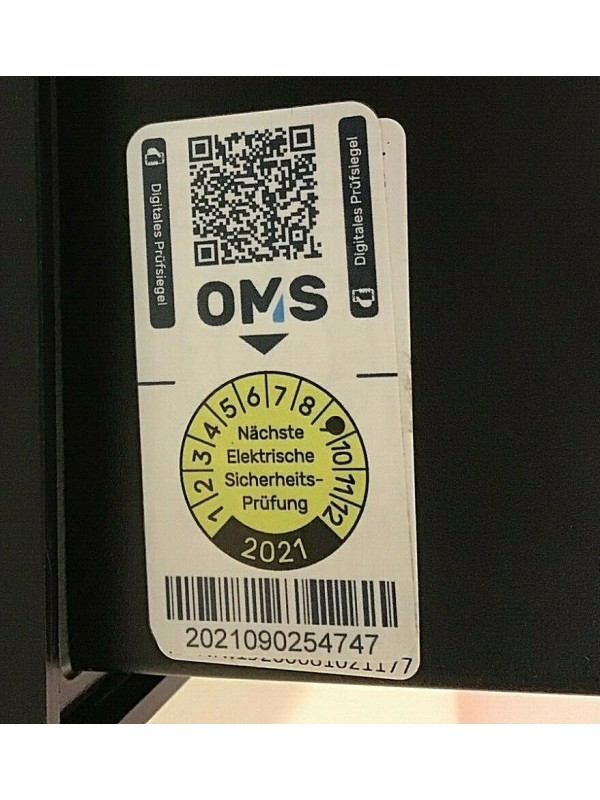 Digitales Prüfsiegel
Digitales Prüfsiegel
OMS
1 2 3 4 5 6 7 8 9 10 11 12
Nächste
Elektrische
Sicherheits-
Prüfung
2021
2021090254747